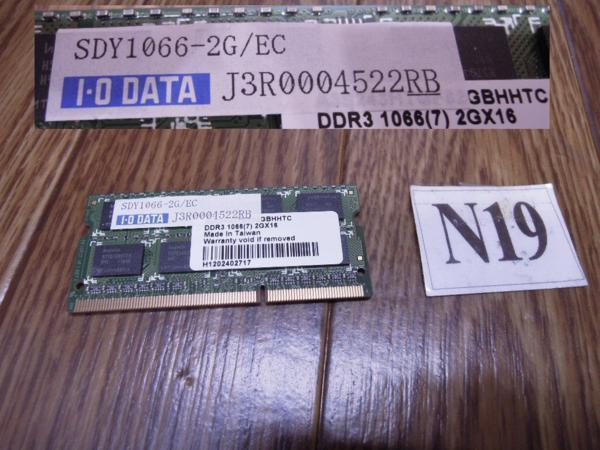 SDY1066-2G/EC
I-O DATA J3R0004522RB
GBHHTC
DDR3 1066(7) 2GX16
SDY1066-2G/EC
I-O DATA J3R0004522RB
GBHHTC
DDR3 1066(7) 2GX16
Made In Taiwan
Warranty void if removed
H1202402717
N19